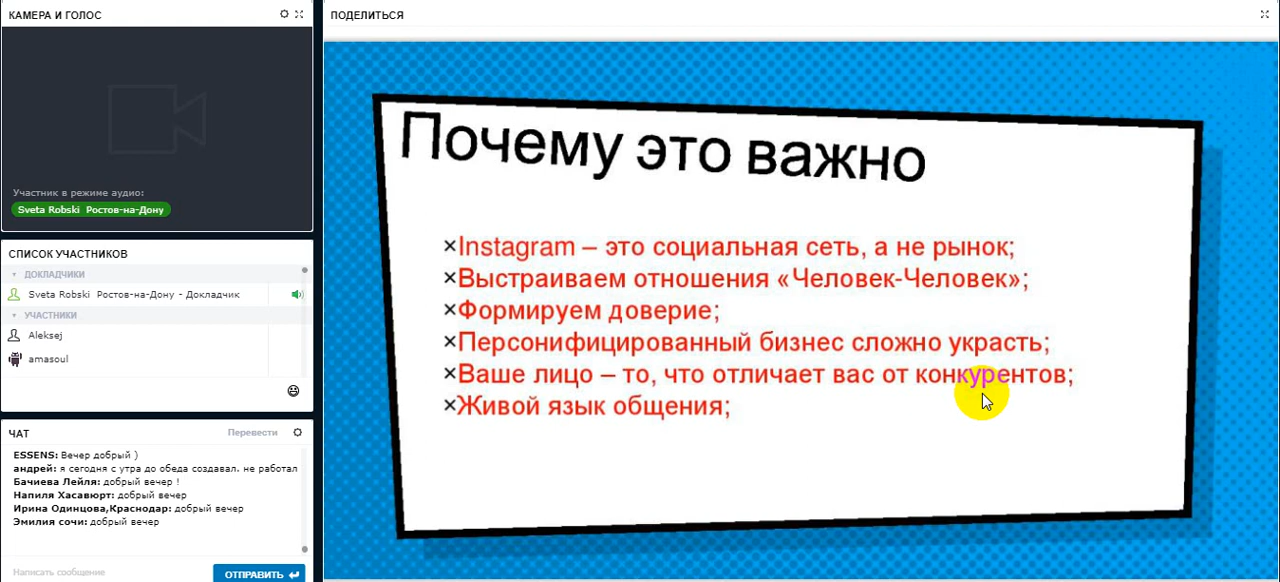 КАМЕРА И ГОЛОС
Участник в режиме аудио:
Sveta Robski Ростов-на-Дону
СПИСОК УЧАСТНИКОВ
ДОКЛАДЧИКИ
Sveta Robski Ростов-на-Дону - Докладчик
УЧАСТНИКИ
Aleksej
amasoul
ЧАТ
Перевести
ESSENS: Вечер добрый )
андрей: я сегодня с утра до обеда создавал. не работал
Бачиева Лейля: добрый вечер !
Напиля Хасавюрт: добрый вечер
Ирина Одинцова,Краснодар: добрый вечер
Эмилия сочи: добрый вечер
Написать сообщение
ОТПРАВИТЬ
ПОДЕЛИТЬСЯ
Почему это важно
×Instagram – это социальная сеть, а не рынок;
×Выстраиваем отношения «Человек-Человек»;
×Формируем доверие;
×Персонифицированный бизнес сложно украсть;
×Ваше лицо – то, что отличает вас от конкурентов;
×Живой язык общения;